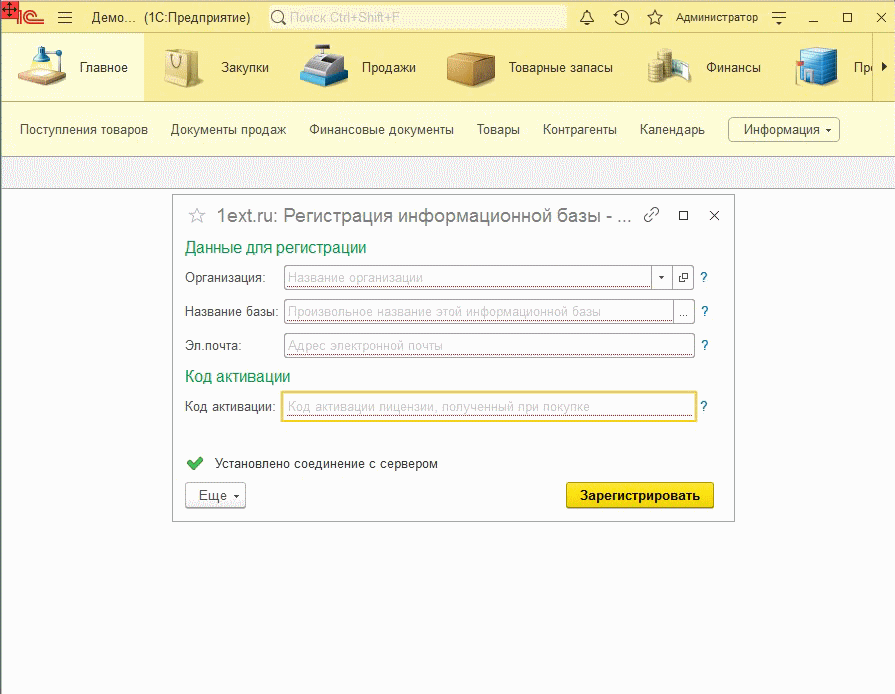 1С Демо... (1С:Предприятие) Поиск Ctrl+Shift+F Администратор
Главное Закупки Продажи Товарные запасы Финансы Пр
Поступления товаров Документы продаж Финансовые документы Товары Контрагенты Календарь Информация
1ext.ru: Регистрация информационной базы - ...
Данные для регистрации
Организация: Название организации ?
Название базы: Произвольное название этой информационной базы ... ?
Эл.почта: Адрес электронной почты ?
Код активации
Код активации: Код активации лицензии, полученный при покупке ?
Установлено соединение с сервером
Еще Зарегистрировать